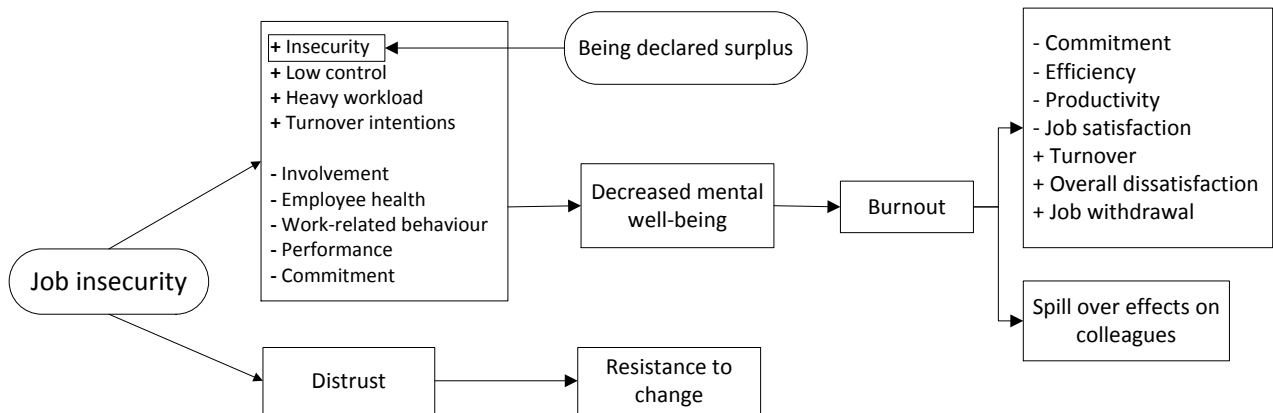 + Insecurity
+ Low control
+ Heavy workload
+ Turnover intentions
- Involvement
- Employee health
- Work-related behaviour
- Performance
- Commitment
Being declared surplus
- Commitment
- Efficiency
- Productivity
- Job satisfaction
+ Turnover
+ Overall dissatisfaction
+ Job withdrawal
Decreased mental
well-being
Burnout
Job insecurity
Spill over effects on
colleagues
Distrust
Resistance to
change